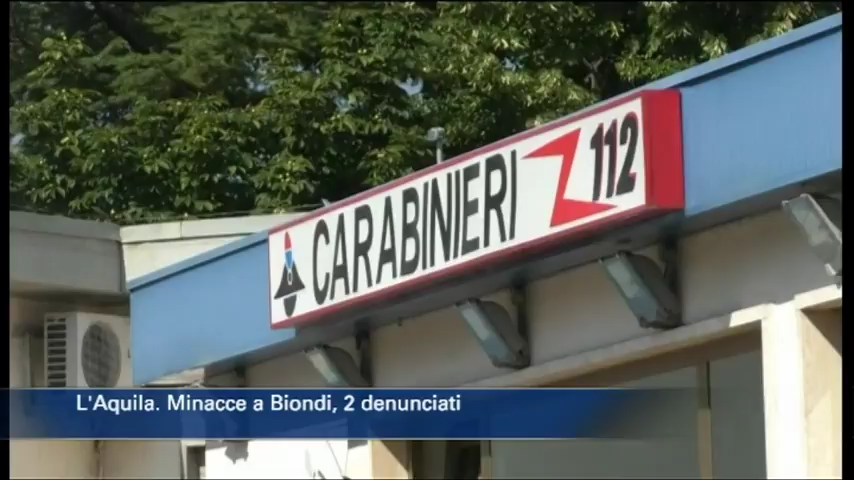 CARABINIERI 112
L'Aquila. Minacce a Biondi, 2 denunciati